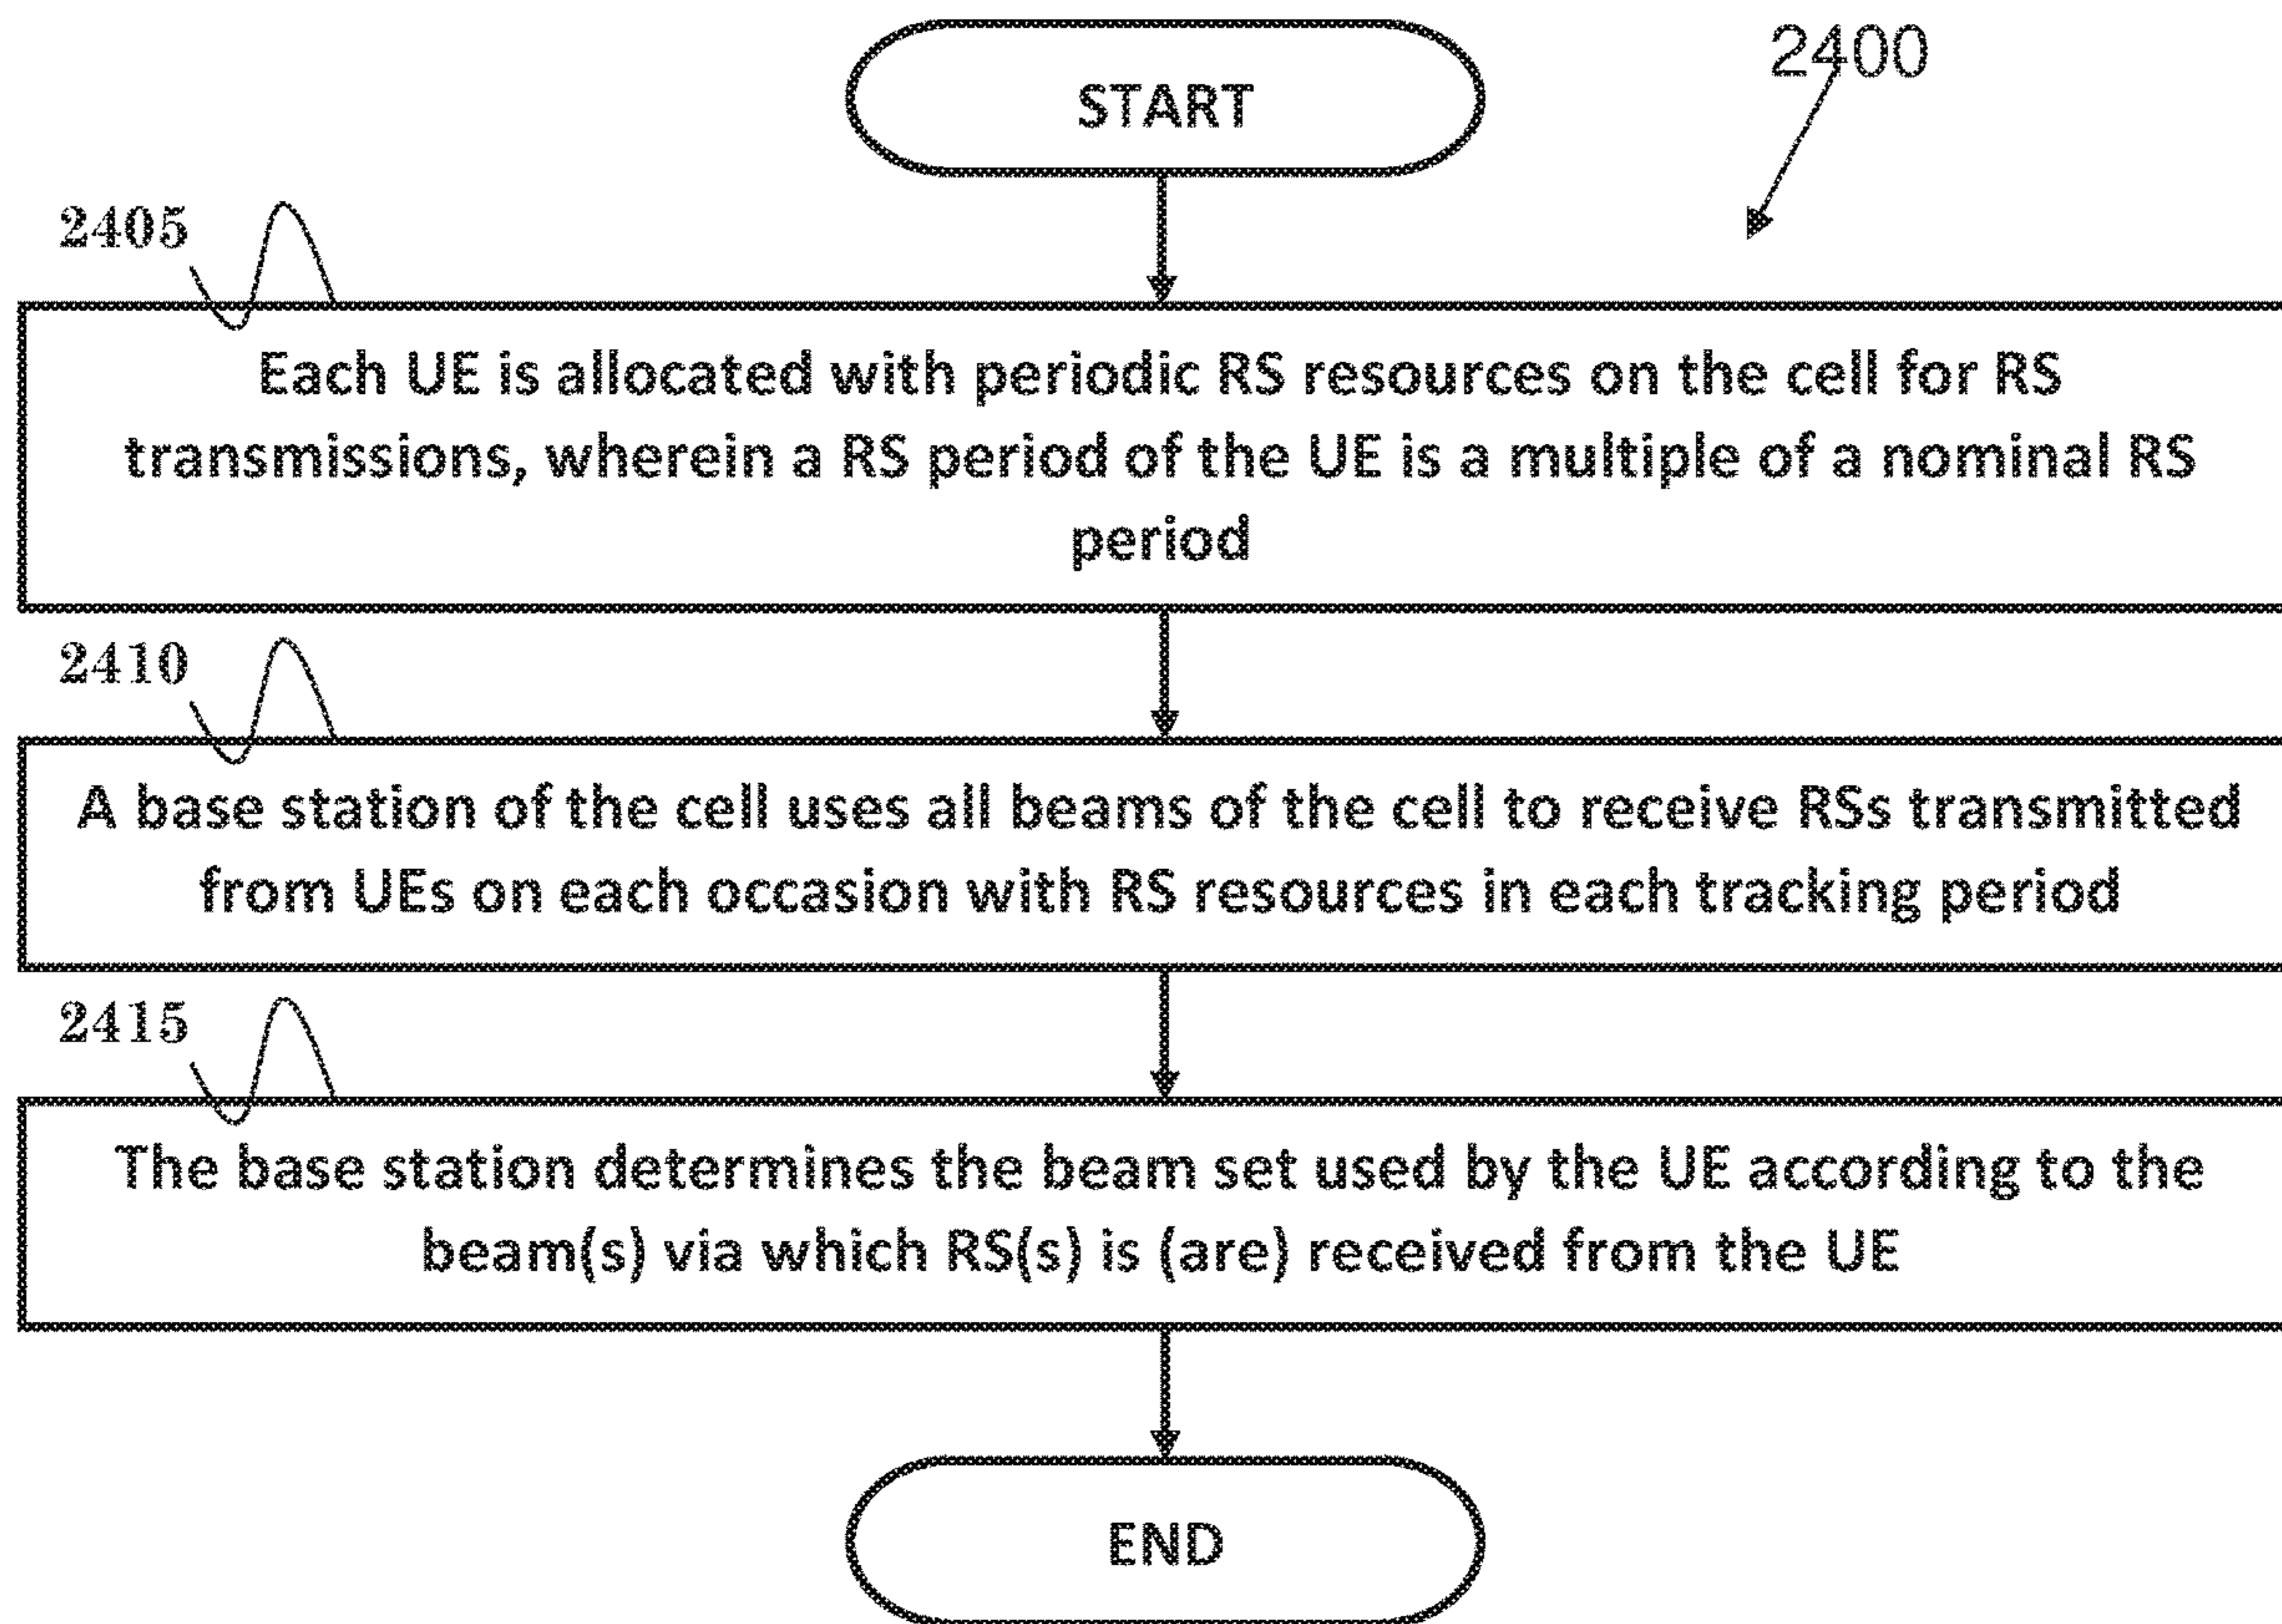 START
2400
2405
Each UE is allocated with periodic RS resources on the cell for RS
transmissions, wherein a RS period of the UE is a multiple of a nominal RS
period
2410
A base station of the cell uses all beams of the cell to receive RSs transmitted
from UEs on each occasion with RS resources in each tracking period
2415
The base station determines the beam set used by the UE according to the
beam(s) via which RS(s) is (are) received from the UE
END